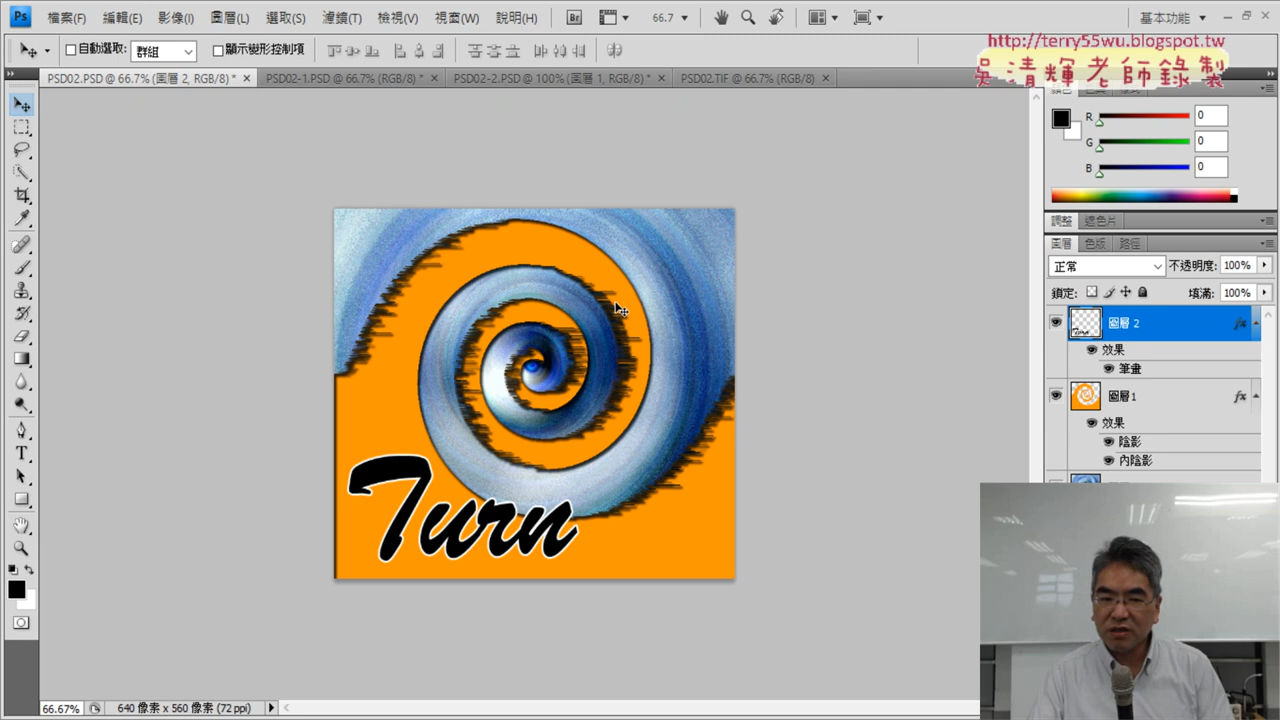 Ps 檔案(F) 編輯(E) 影像(I) 圖層(L) 選取(S) 濾鏡(T) 檢視(V) 視窗(W) 說明(H) Br 66.7 基本功能
自動選取: 群組 顯示變形控制項
http://terry55wu.blogspot.tw
吳清輝老師錄製
PSD02.PSD @ 66.7% (圖層 2, RGB/8) * PSD02-1.PSD @ 66.7% (RGB/8) * PSD02-2.PSD @ 100% (圖層 1, RGB/8) * PSD02.TIF @ 66.7% (RGB/8)
R 0
G 0
B 0
調整 遮色片
圖層 色版 路徑
正常 不透明度: 100%
鎖定: 填滿: 100%
圖層 2 fx
效果
筆畫
圖層 1 fx
效果
陰影
內陰影
Turn
66.67% 640 像素 x 560 像素 (72 ppi)